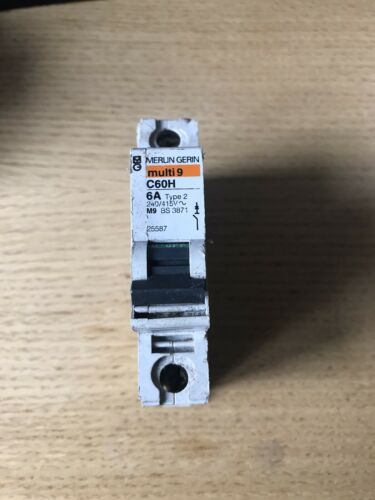 MERLIN GERIN
multi 9
C60H
6A Type 2
240/415V~
M9 BS 3871
25587